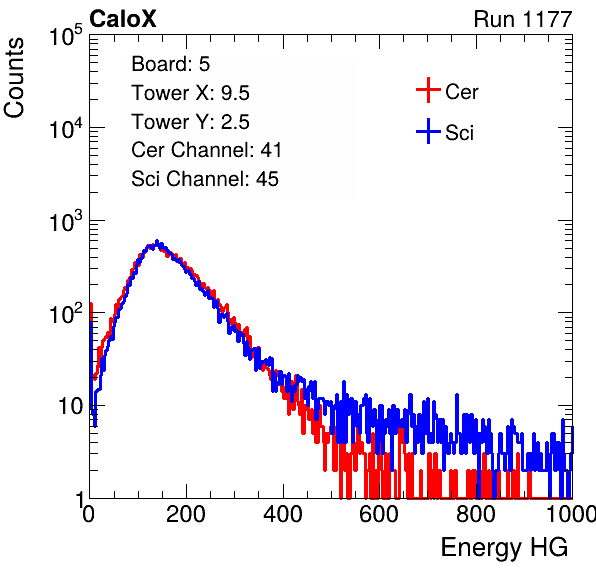 CaloX Run 1177
Counts
Board: 5
Tower X: 9.5
Tower Y: 2.5
Cer Channel: 41
Sci Channel: 45
Cer
Sci
10^5
10^4
10^3
10^2
10
1
0 200 400 600 800 1000
Energy HG